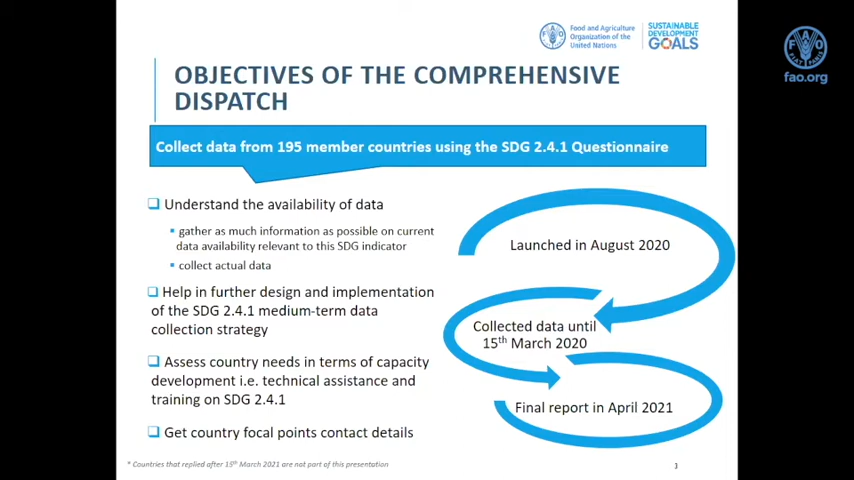 Food and Agriculture
Organization of the
United Nations
SUSTAINABLE
DEVELOPMENT
GOALS
FAO
FIAT PANIS
fao.org
OBJECTIVES OF THE COMPREHENSIVE
DISPATCH
Collect data from 195 member countries using the SDG 2.4.1 Questionnaire
Understand the availability of data
gather as much information as possible on current
data availability relevant to this SDG indicator
collect actual data
Help in further design and implementation
of the SDG 2.4.1 medium-term data
collection strategy
Assess country needs in terms of capacity
development i.e. technical assistance and
training on SDG 2.4.1
Get country focal points contact details
Launched in August 2020
Collected data until
15th March 2020
Final report in April 2021
* Countries that replied after 15th March 2021 are not part of this presentation
3